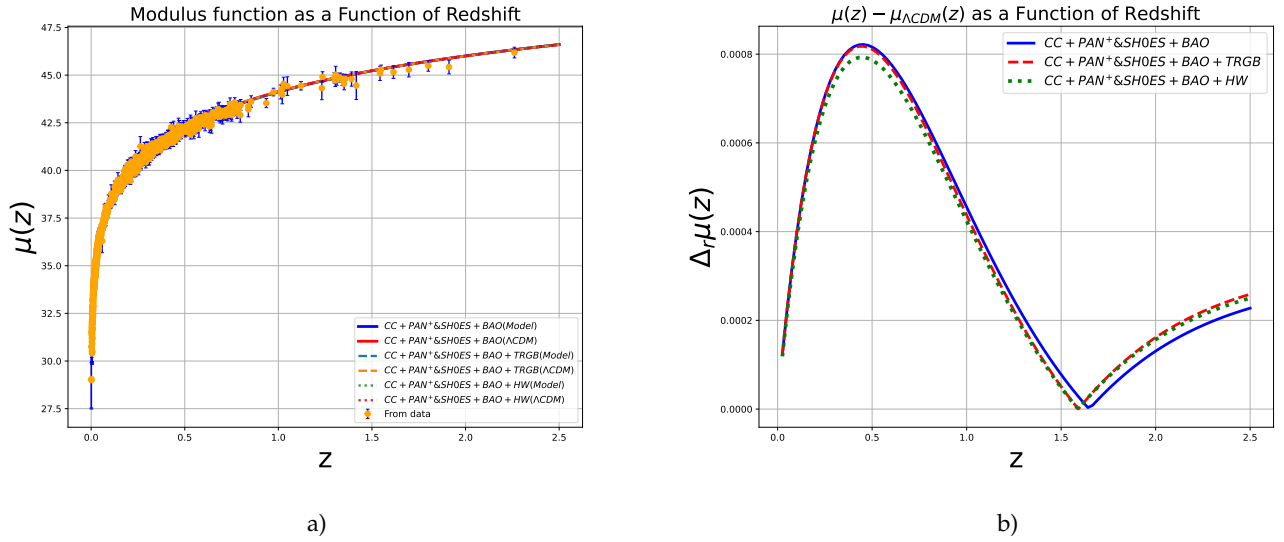 Modulus function as a Function of Redshift
47.5
45.0
42.5
40.0
37.5
35.0
32.5
30.0
27.5
μ(z)
CC + PAN⁺&SH0ES + BAO(Model)
CC + PAN⁺&SH0ES + BAO(ΛCDM)
CC + PAN⁺&SH0ES + BAO + TRGB(Model)
CC + PAN⁺&SH0ES + BAO + TRGB(ΛCDM)
CC + PAN⁺&SH0ES + BAO + HW(Model)
CC + PAN⁺&SH0ES + BAO + HW(ΛCDM)
From data
0.0 0.5 1.0 1.5 2.0 2.5
z
a)
μ(z) − μ_ΛCDM(z) as a Function of Redshift
CC + PAN⁺&SH0ES + BAO
CC + PAN⁺&SH0ES + BAO + TRGB
CC + PAN⁺&SH0ES + BAO + HW
0.0008
0.0006
0.0004
0.0002
0.0000
Δ_rμ(z)
0.0 0.5 1.0 1.5 2.0 2.5
z
b)